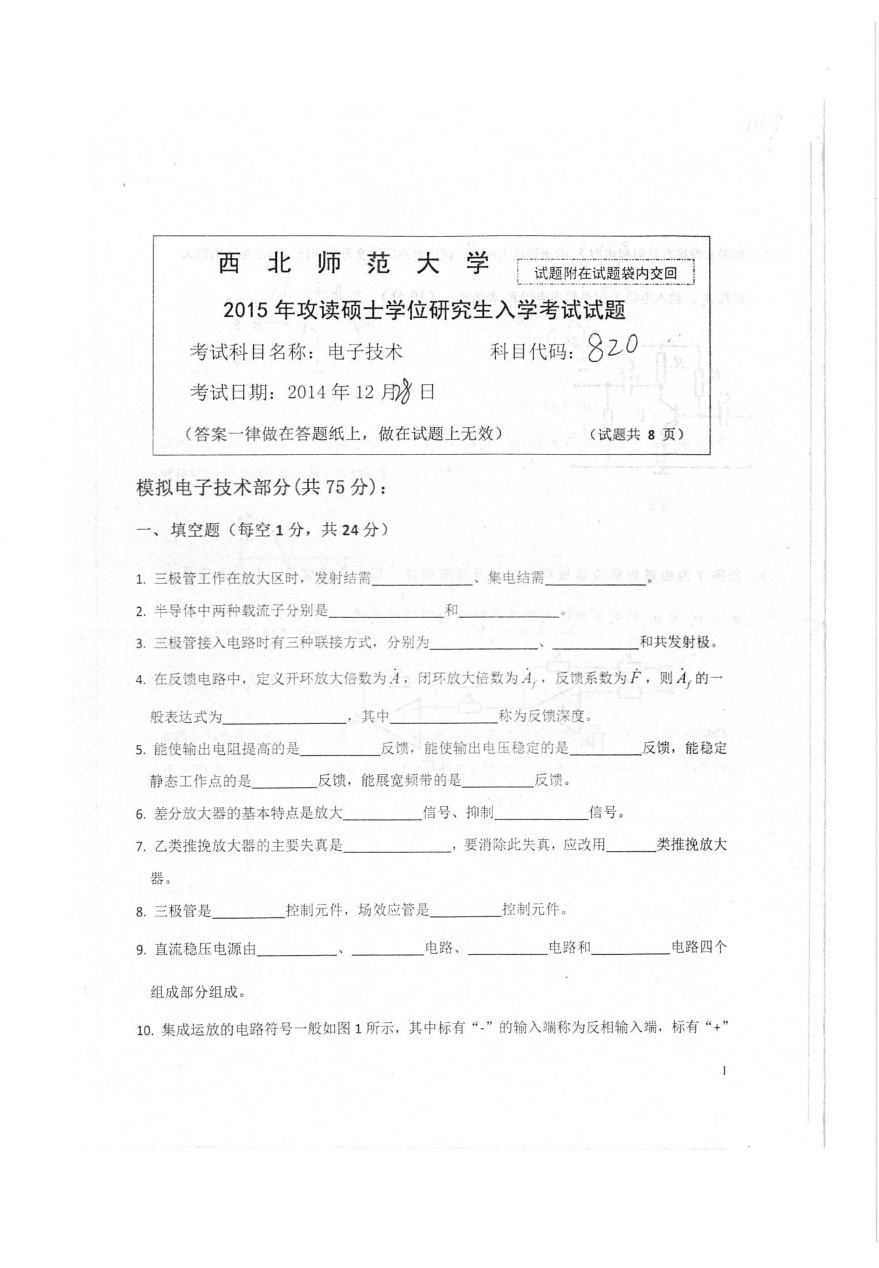 西 北 师 范 大 学
试题附在试题袋内交回
2015 年攻读硕士学位研究生入学考试试题
考试科目名称：电子技术 科目代码：820
考试日期：2014 年 12 月28日
（答案一律做在答题纸上，做在试题上无效） （试题共 8 页）
模拟电子技术部分(共 75 分)：
一、填空题（每空 1 分，共 24 分）
1. 三极管工作在放大区时，发射结需____________、集电结需____________。
2. 半导体中两种载流子分别是______________和____________。
3. 三极管接入电路时有三种联接方式，分别为_____________、__________和共发射极。
4. 在反馈电路中，定义开环放大倍数为Ȧ，闭环放大倍数为Ȧf，反馈系数为Ḟ，则Ȧf的一
般表达式为______________，其中____________称为反馈深度。
5. 能使输出电阻提高的是_________反馈，能使输出电压稳定的是________反馈，能稳定
静态工作点的是_______反馈，能展宽频带的是________反馈。
6. 差分放大器的基本特点是放大_________信号、抑制___________信号。
7. 乙类推挽放大器的主要失真是____________，要消除此失真，应改用______类推挽放大
器。
8. 三极管是________控制元件，场效应管是________控制元件。
9. 直流稳压电源由_________、________电路、_________电路和_________电路四个
组成部分组成。
10. 集成运放的电路符号一般如图 1 所示，其中标有“-”的输入端称为反相输入端，标有“+”
1